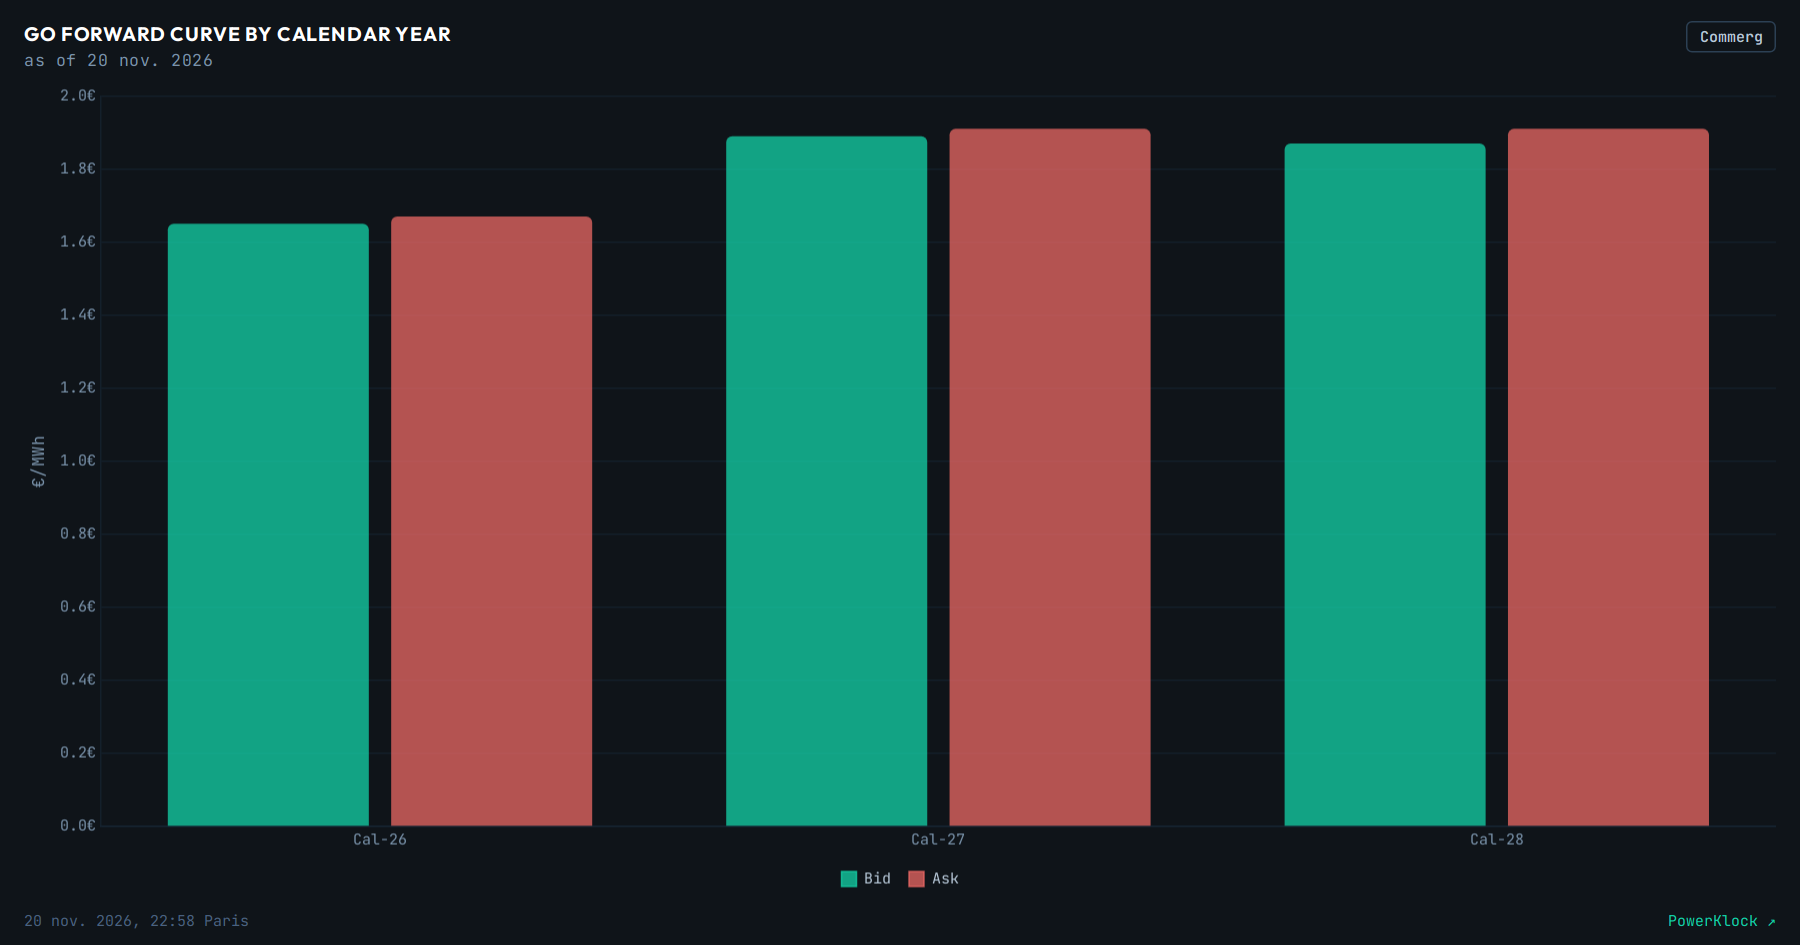 GO FORWARD CURVE BY CALENDAR YEAR
as of 20 nov. 2026
Commerg
2.0€
1.8€
1.6€
1.4€
1.2€
1.0€
0.8€
0.6€
0.4€
0.2€
0.0€
€/MWh
Cal-26
Cal-27
Cal-28
Bid
Ask
20 nov. 2026, 22:58 Paris
PowerKlock ↗